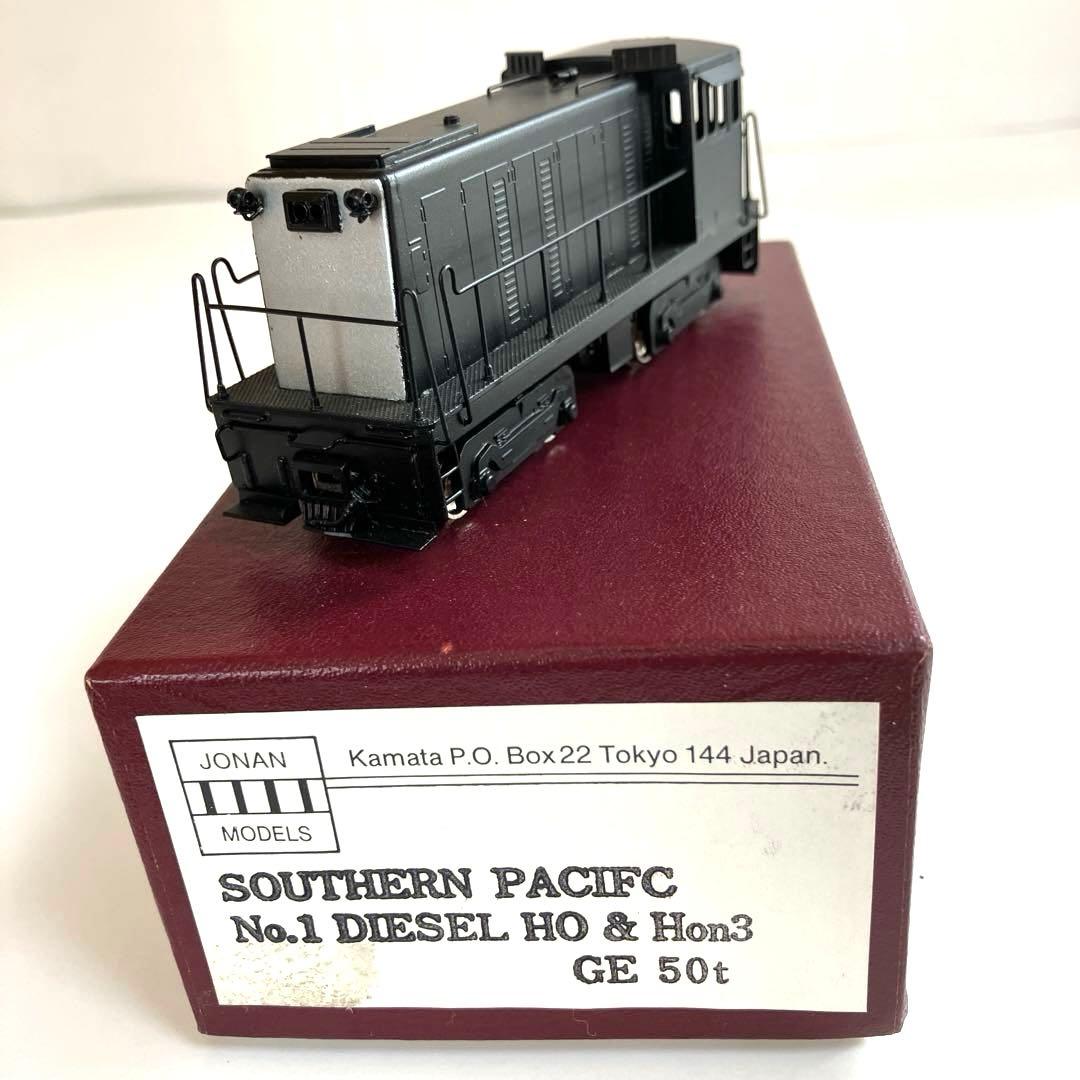 JONAN
MODELS
Kamata P.O. Box 22 Tokyo 144 Japan.
SOUTHERN PACIFC
No.1 DIESEL HO & Hon3
GE 50t